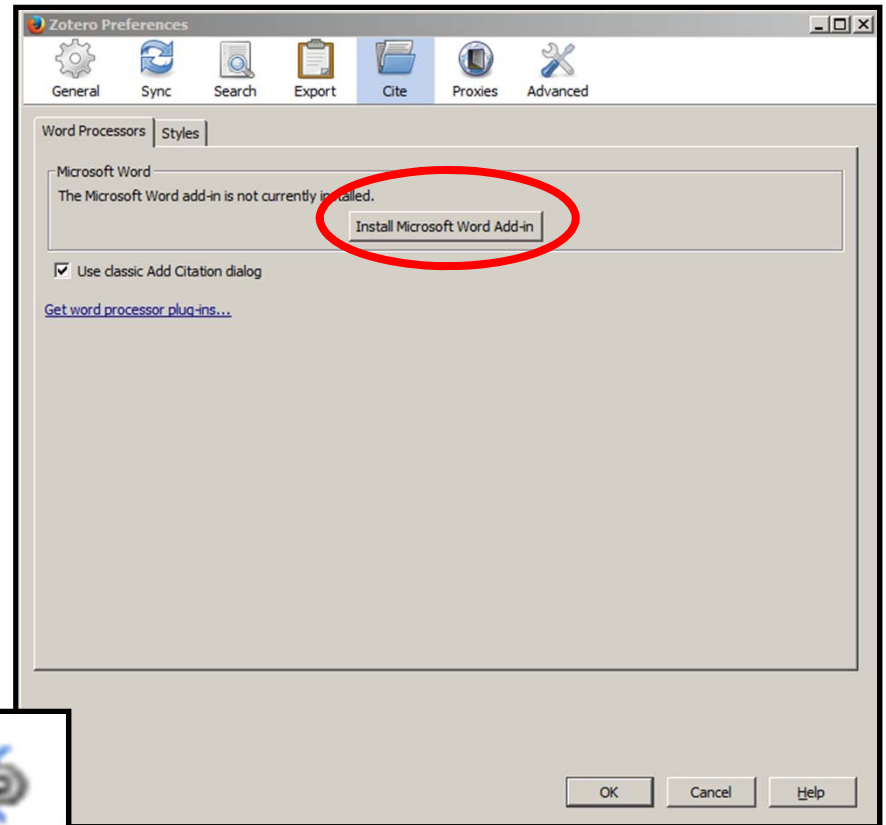 Zotero Preferences
General Sync Search Export Cite Proxies Advanced
Word Processors Styles
Microsoft Word
The Microsoft Word add-in is not currently installed.
Install Microsoft Word Add-in
Use classic Add Citation dialog
Get word processor plug-ins...
OK Cancel Help